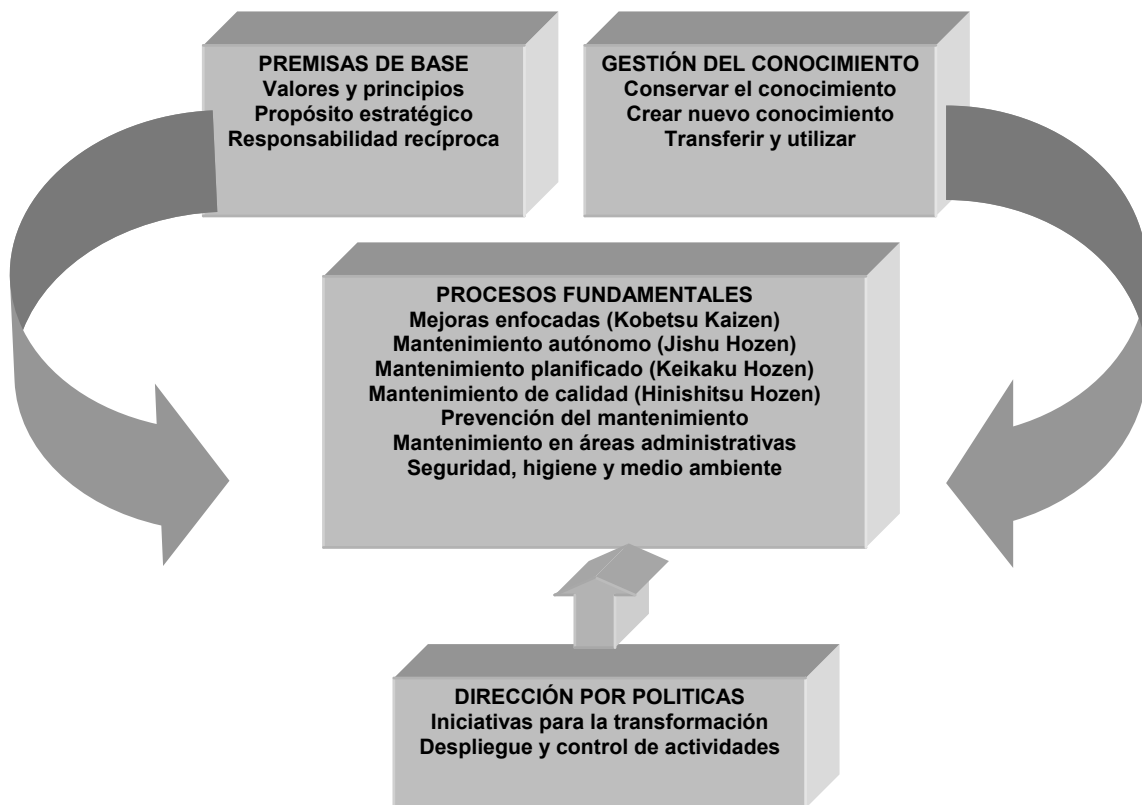 PREMISAS DE BASE
Valores y principios
Propósito estratégico
Responsabilidad recíproca
GESTIÓN DEL CONOCIMIENTO
Conservar el conocimiento
Crear nuevo conocimiento
Transferir y utilizar
PROCESOS FUNDAMENTALES
Mejoras enfocadas (Kobetsu Kaizen)
Mantenimiento autónomo (Jishu Hozen)
Mantenimiento planificado (Keikaku Hozen)
Mantenimiento de calidad (Hinishitsu Hozen)
Prevención del mantenimiento
Mantenimiento en áreas administrativas
Seguridad, higiene y medio ambiente
DIRECCIÓN POR POLITICAS
Iniciativas para la transformación
Despliegue y control de actividades